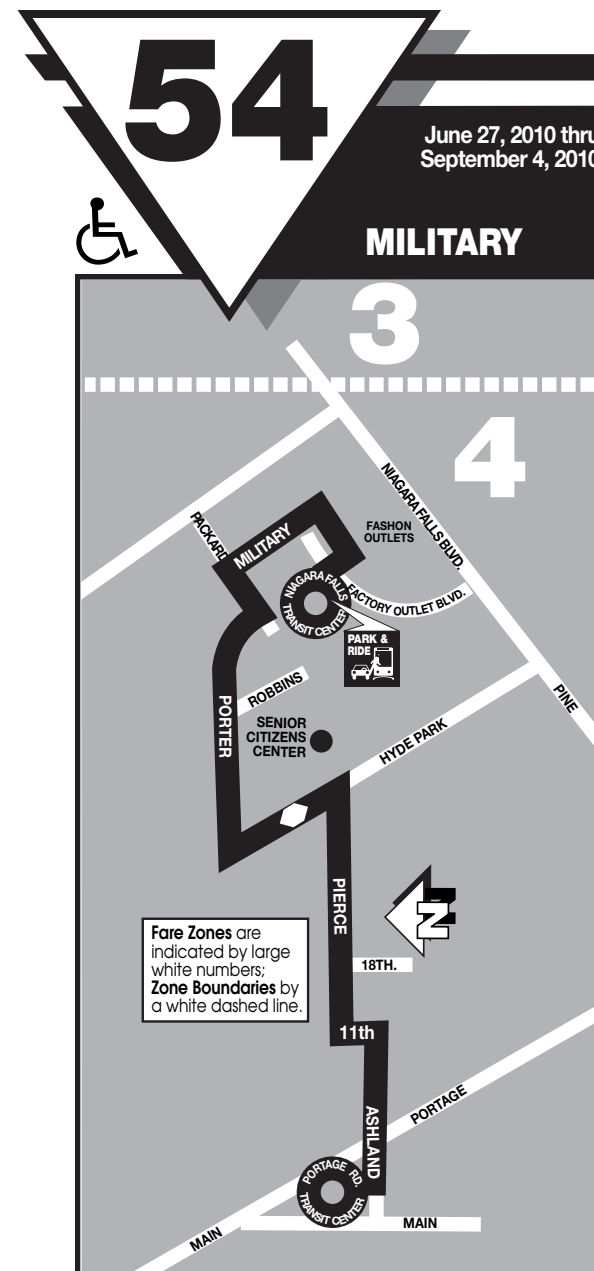 54
June 27, 2010 thru
September 4, 2010
MILITARY
3
4
NIAGARA FALLS BLVD.
PACKARD
MILITARY
FASHON
OUTLETS
NIAGARA FALLS
TRANSIT CENTER
FACTORY OUTLET BLVD.
PARK &
RIDE
ROBBINS
PORTER
SENIOR
CITIZENS
CENTER
HYDE PARK
PINE
PIERCE
N
Fare Zones are
indicated by large
white numbers;
Zone Boundaries by
a white dashed line.
18TH.
11th
ASHLAND
PORTAGE
PORTAGE RD.
TRANSIT CENTER
MAIN
MAIN